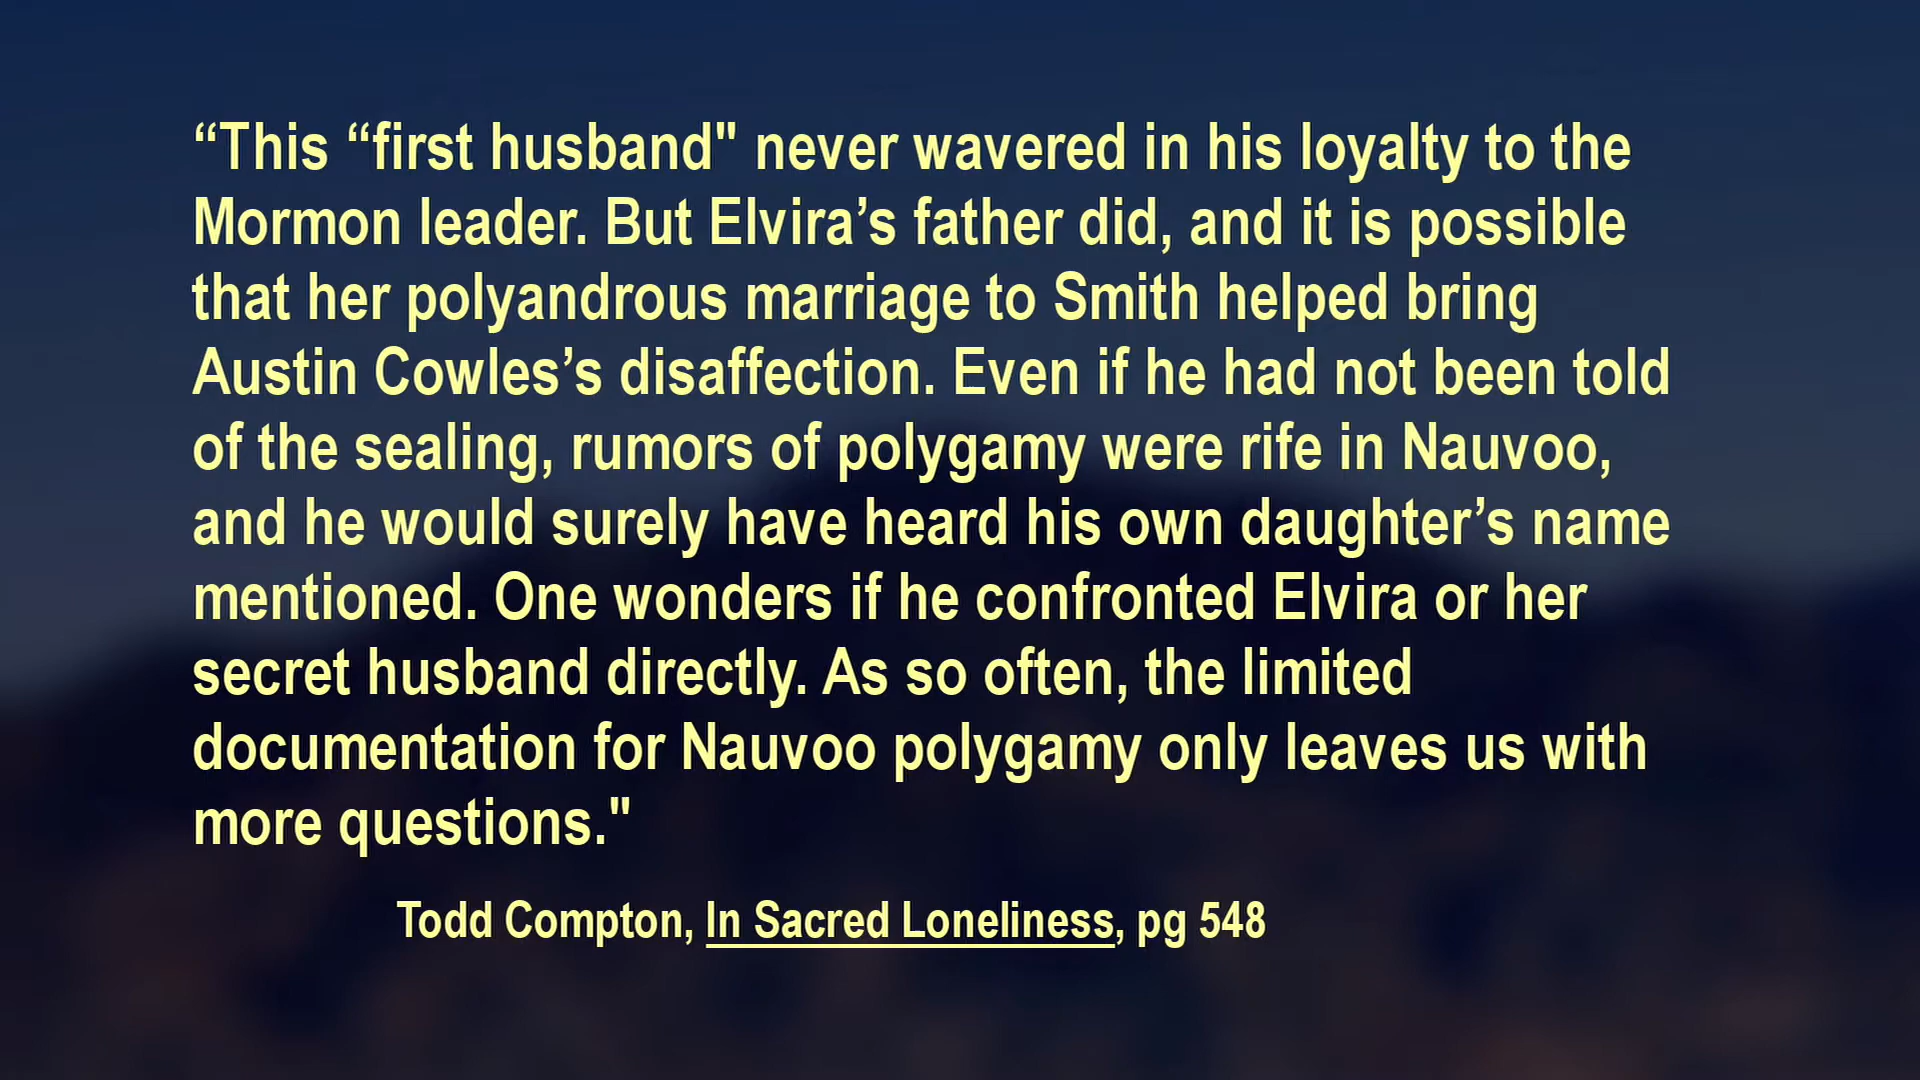 “This “first husband" never wavered in his loyalty to the
Mormon leader. But Elvira’s father did, and it is possible
that her polyandrous marriage to Smith helped bring
Austin Cowles’s disaffection. Even if he had not been told
of the sealing, rumors of polygamy were rife in Nauvoo,
and he would surely have heard his own daughter’s name
mentioned. One wonders if he confronted Elvira or her
secret husband directly. As so often, the limited
documentation for Nauvoo polygamy only leaves us with
more questions."
Todd Compton, In Sacred Loneliness, pg 548